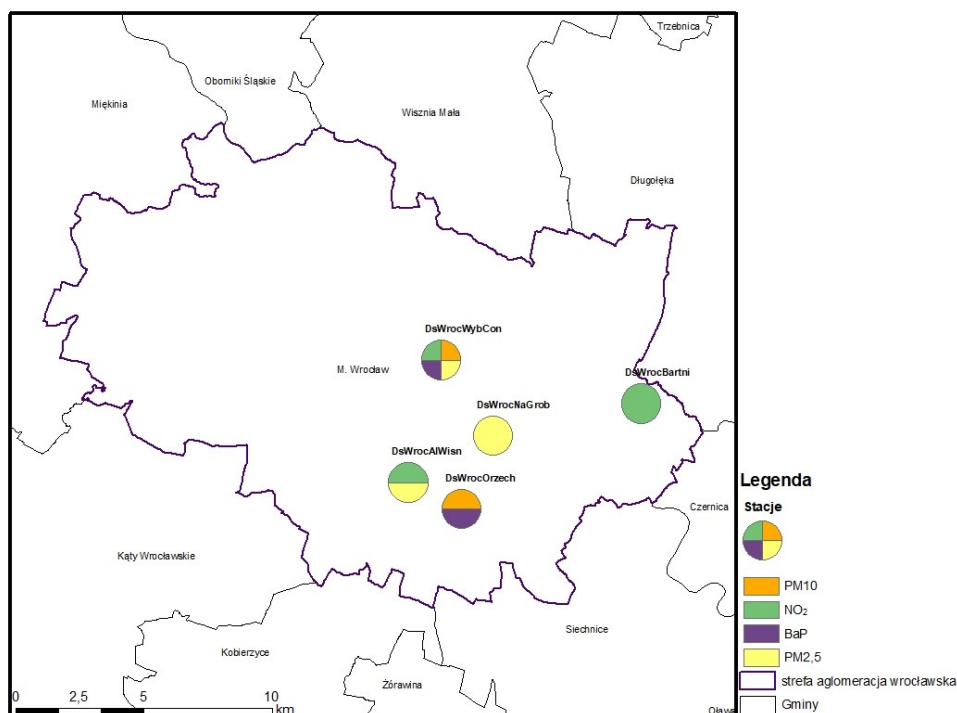 Trzebnica
Oborniki Śląskie
Miękinia
Wisznia Mała
Długołęka
DsWrocWybCon
M. Wrocław
DsWrocBartni
DsWrocNaGrob
DsWrocAlWisn
DsWrocOrzech
Czernica
Kąty Wrocławskie
Siechnice
Kobierzyce
Żórawina
Oława
0 2,5 5 10
km
Legenda
Stacje
PM10
NO₂
BaP
PM2,5
strefa aglomeracja wrocławska
Gminy